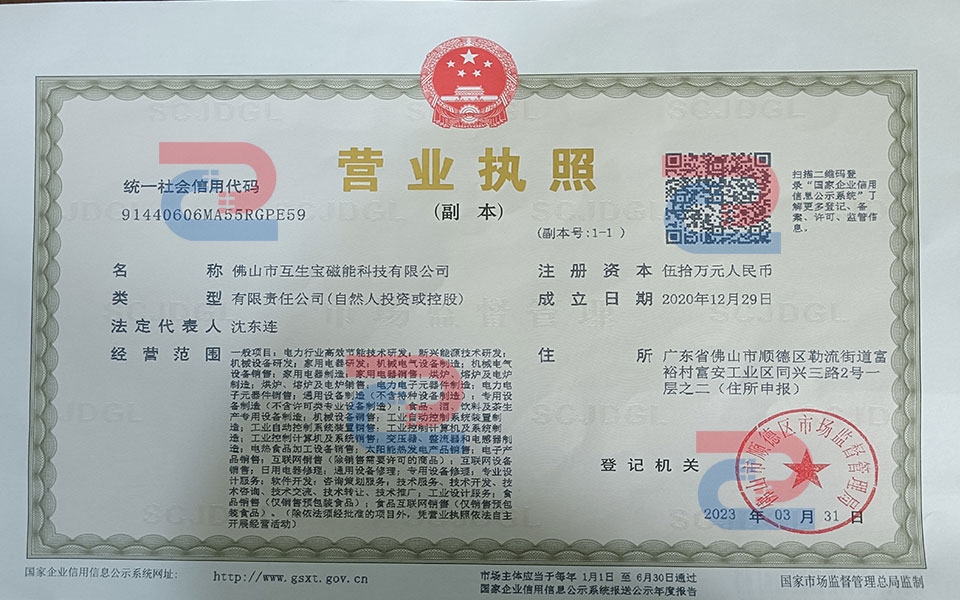 营业执照
(副 本)
(副本号:1-1 )
统一社会信用代码
91440606MA55RGPE59
扫描二维码登
录“国家企业信用
信息公示系统”了
解更多登记、备
案、许可、监管信
息。
名 称 佛山市互生宝磁能科技有限公司
类 型 有限责任公司(自然人投资或控股)
法定代表人 沈东连
经营范围 一般项目：电力行业高效节能技术研发；新兴能源技术研发；
机械设备研发；家用电器研发；机械电气设备制造；机械电气
设备销售；家用电器制造；家用电器销售；烘炉、熔炉及电炉
制造；烘炉、熔炉及电炉销售；电力电子元器件制造；电力电
子元器件销售；通用设备制造（不含特种设备制造）；专用设
备制造（不含许可类专业设备制造）；食品、酒、饮料及茶生
产专用设备制造；机械设备销售；工业自动控制系统装置制
造；工业自动控制系统装置销售；工业控制计算机及系统制
造；工业控制计算机及系统销售；变压器、整流器和电感器制
造；电热食品加工设备销售；太阳能热发电产品销售；电子产
品销售；互联网销售（除销售需要许可的商品）；互联网设备
销售；日用电器修理；通用设备修理；专用设备修理；专业设
计服务；软件开发；咨询策划服务；技术服务、技术开发、技
术咨询、技术交流、技术转让、技术推广；工业设计服务；食
品销售（仅销售预包装食品）；食品互联网销售（仅销售预包
装食品）。（除依法须经批准的项目外，凭营业执照依法自主
开展经营活动）
注册资本 伍拾万元人民币
成立日期 2020年12月29日
住 所 广东省佛山市顺德区勒流街道富
裕村富安工业区同兴三路2号一
层之二（住所申报）
登记机关
佛山市顺德区市场监督管理局
2023 年 03 月 31 日
国家企业信用信息公示系统网址:
http://www.gsxt.gov.cn
市场主体应当于每年 1月1日 至 6月30日通过
国家企业信用信息公示系统报送公示年度报告
国家市场监督管理总局监制
SCJDGL
市场监督管理